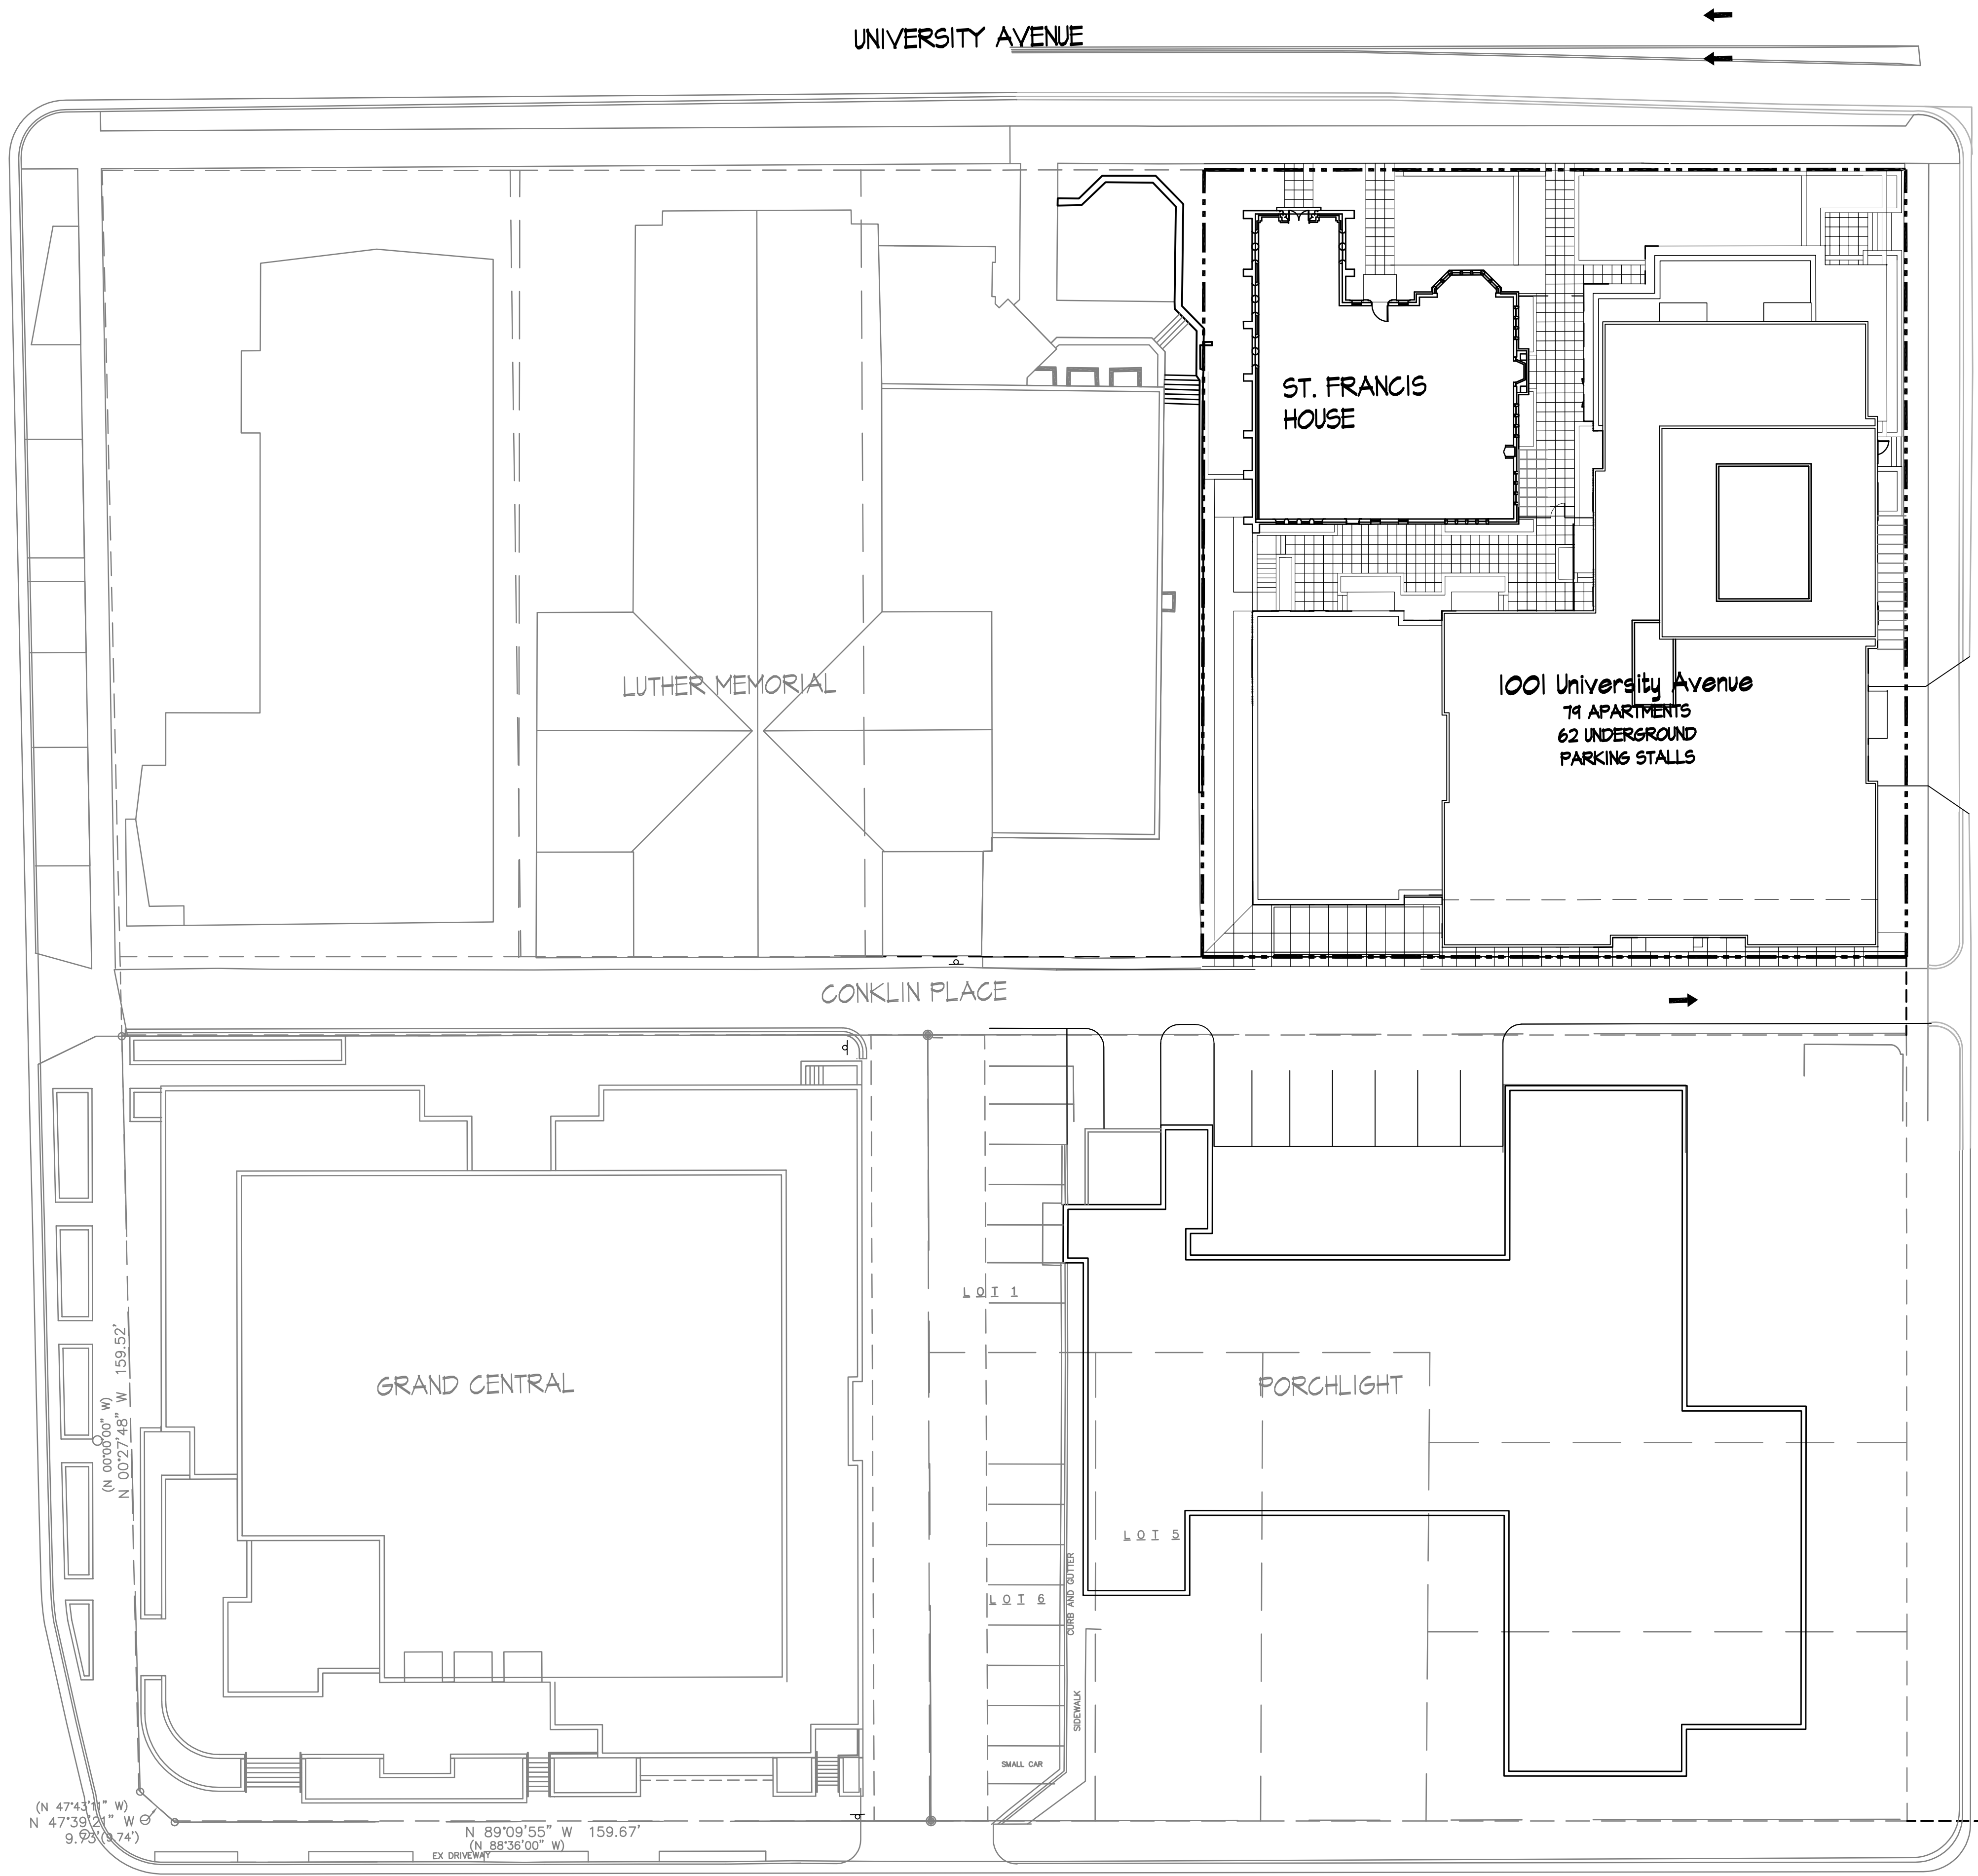 UNIVERSITY AVENUE
ST. FRANCIS
HOUSE
LUTHER MEMORIAL
1001 University Avenue
79 APARTMENTS
62 UNDERGROUND
PARKING STALLS
CONKLIN PLACE
LOT 1
GRAND CENTRAL
PORCHLIGHT
(N 00°00'00" W)
N 00°27'48" W 159.52'
LOT 5
LOT 6
CURB AND GUTTER
SIDEWALK
SMALL CAR
(N 47°43'11" W)
N 47°39'21" W
9.73'(9.74')
N 89°09'55" W 159.67'
(N 88°36'00" W)
EX DRIVEWAY